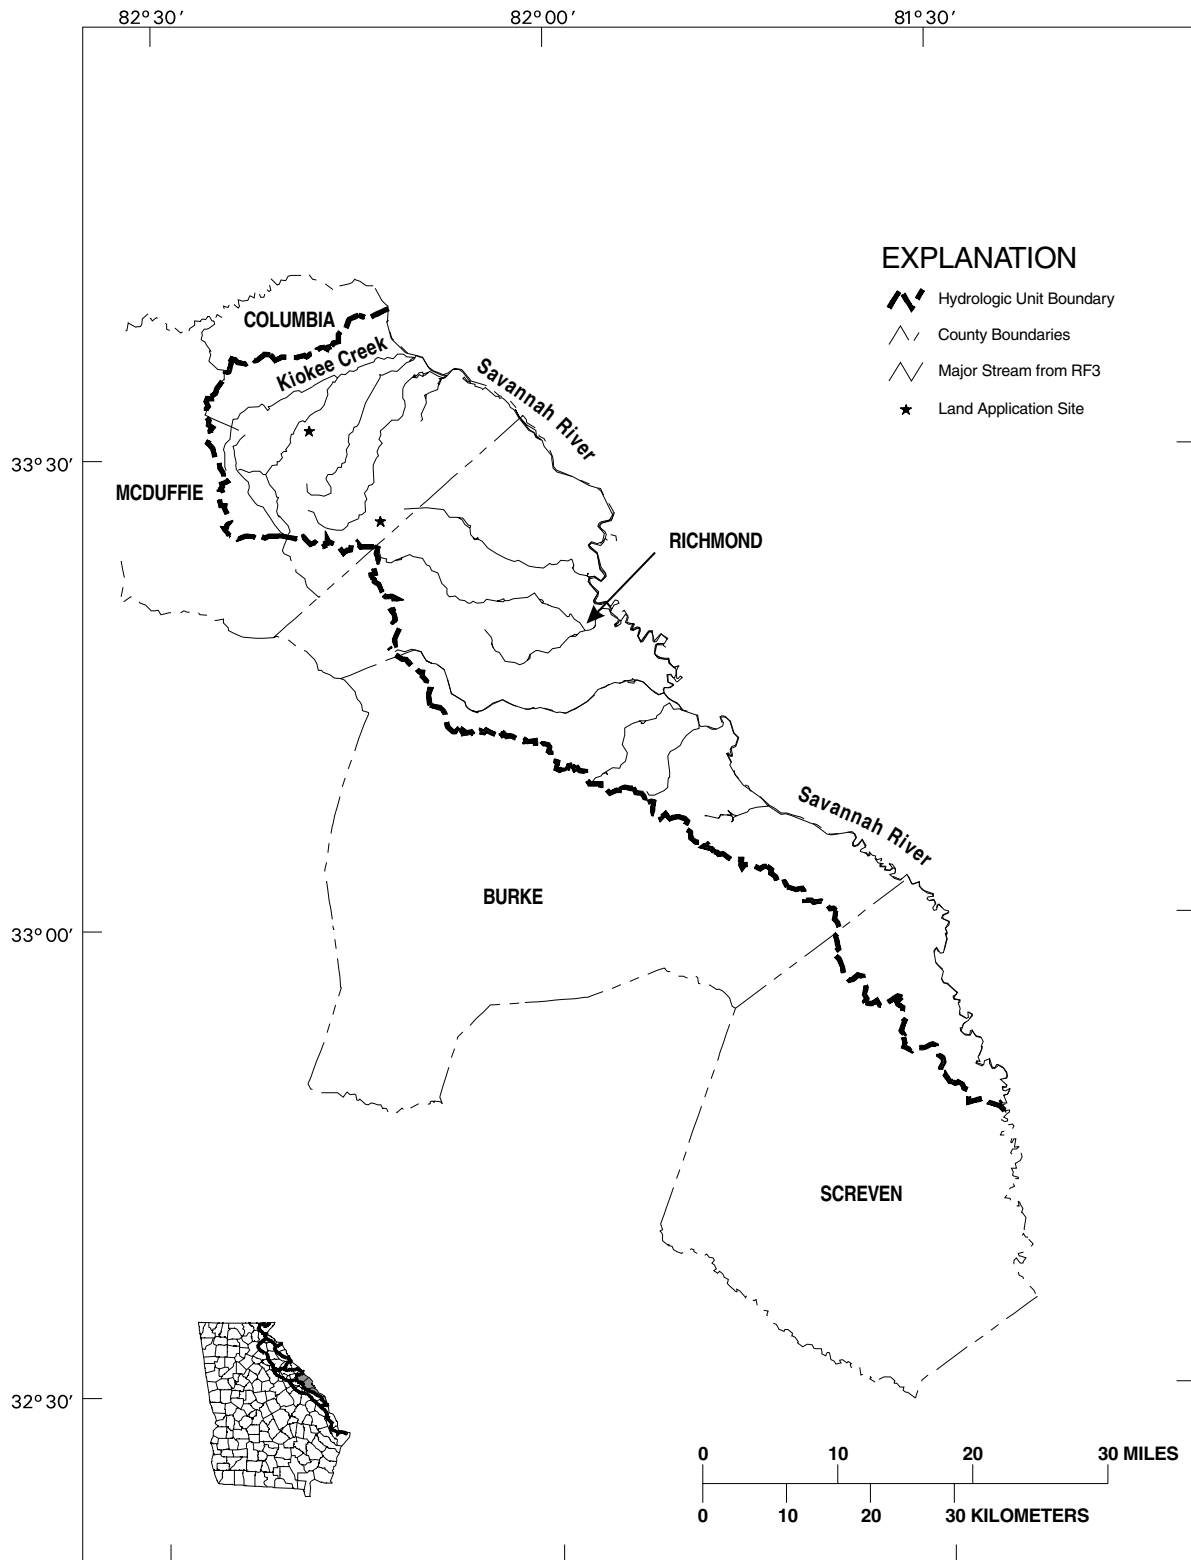 82°30′ 82°00′ 81°30′
EXPLANATION
Hydrologic Unit Boundary
County Boundaries
Major Stream from RF3
Land Application Site
COLUMBIA
Kiokee Creek
Savannah River
33°30′
MCDUFFIE
RICHMOND
Savannah River
BURKE
33°00′
SCREVEN
32°30′
0 10 20 30 MILES
0 10 20 30 KILOMETERS